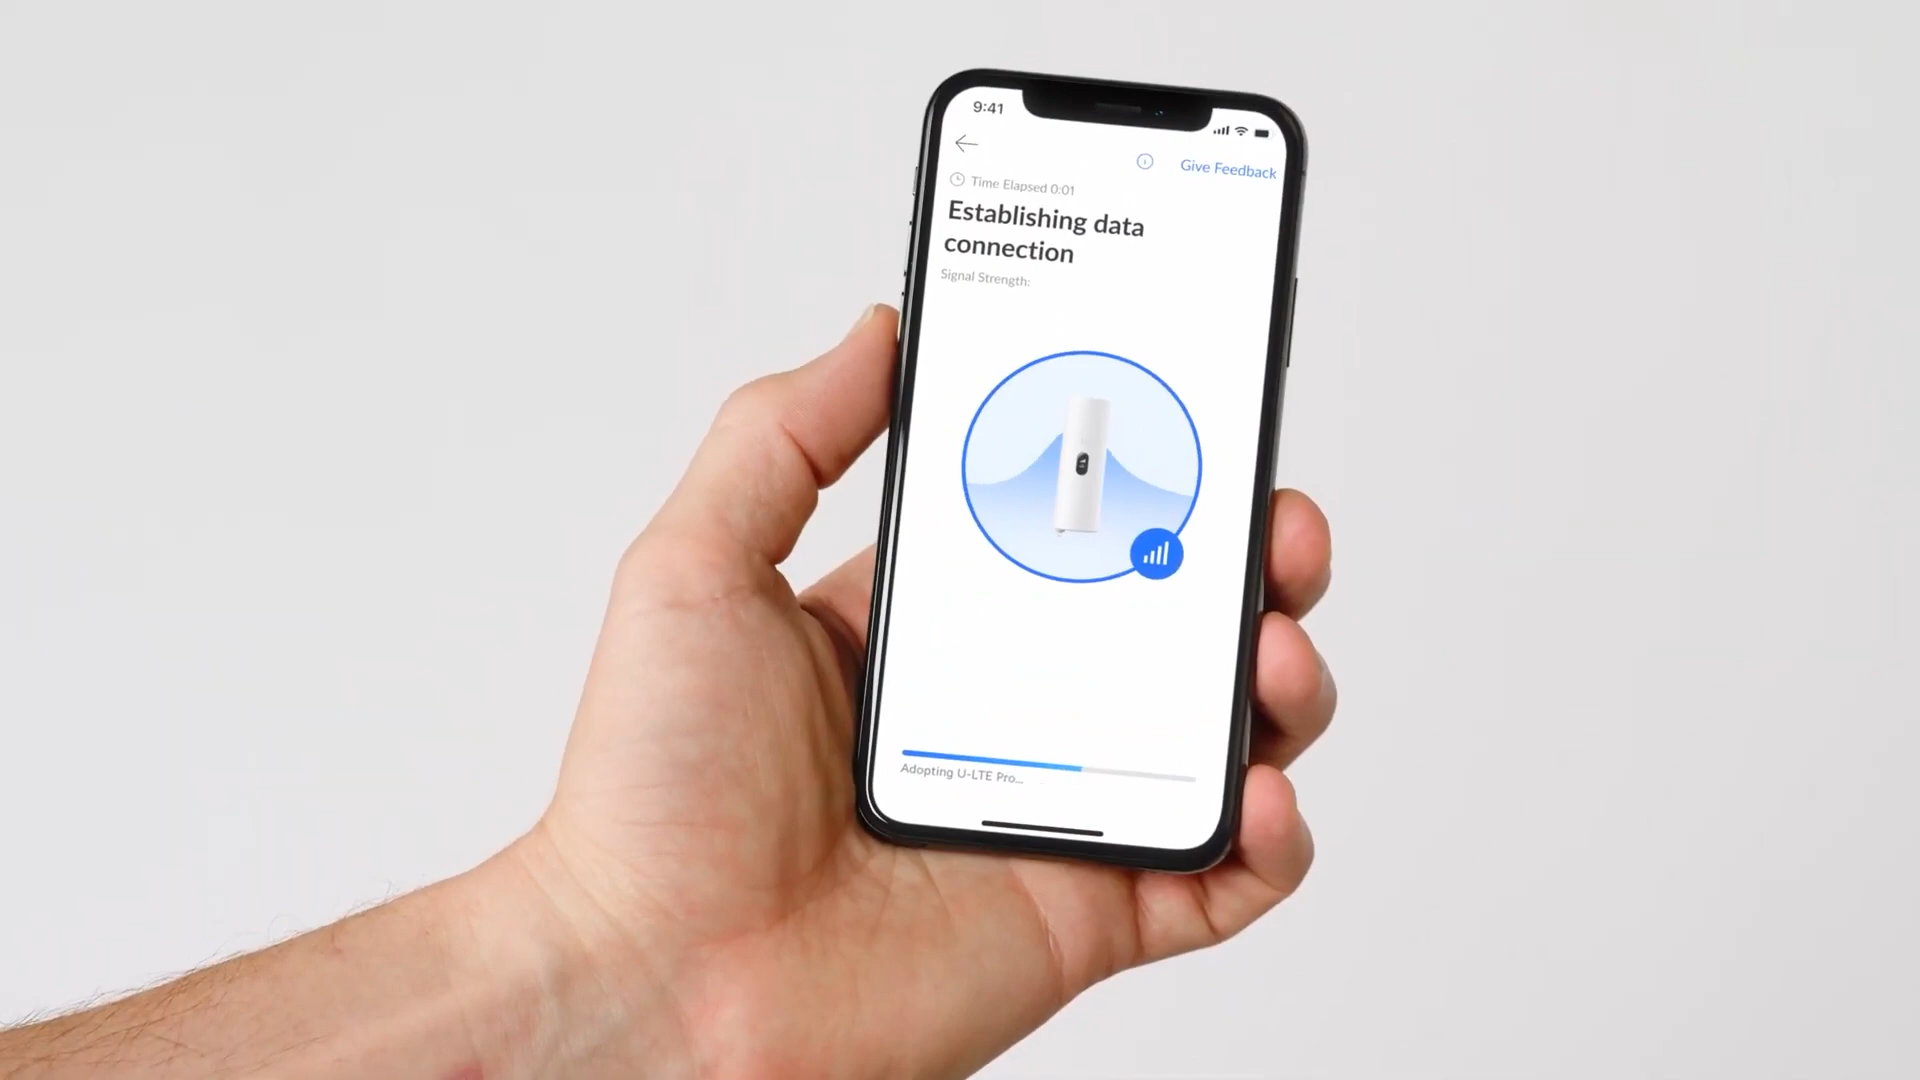 9:41
Give Feedback
Time Elapsed 0:01
Establishing data
connection
Signal Strength:
Adopting U-LTE Pro...